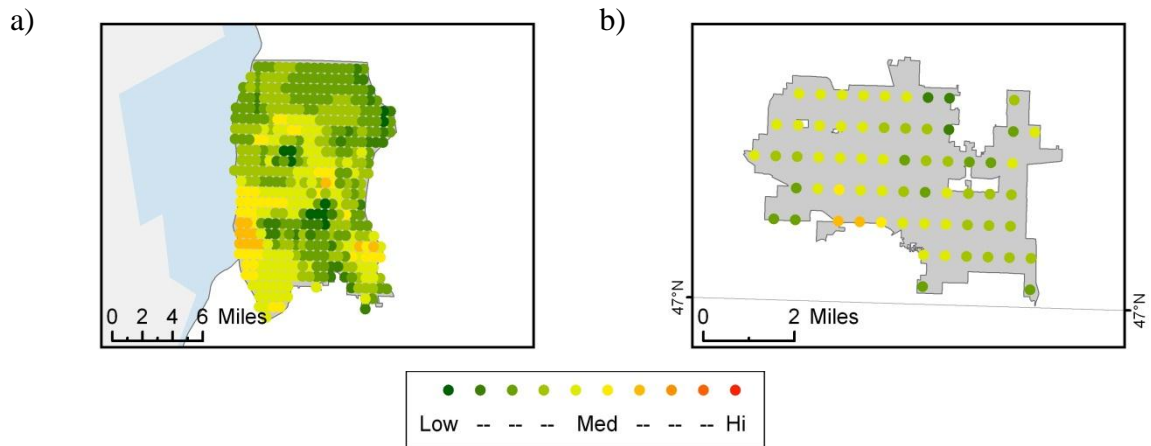 a)
b)
0 2 4 6 Miles
47°N
47°N
0 2 Miles
Low -- -- -- Med -- -- -- Hi